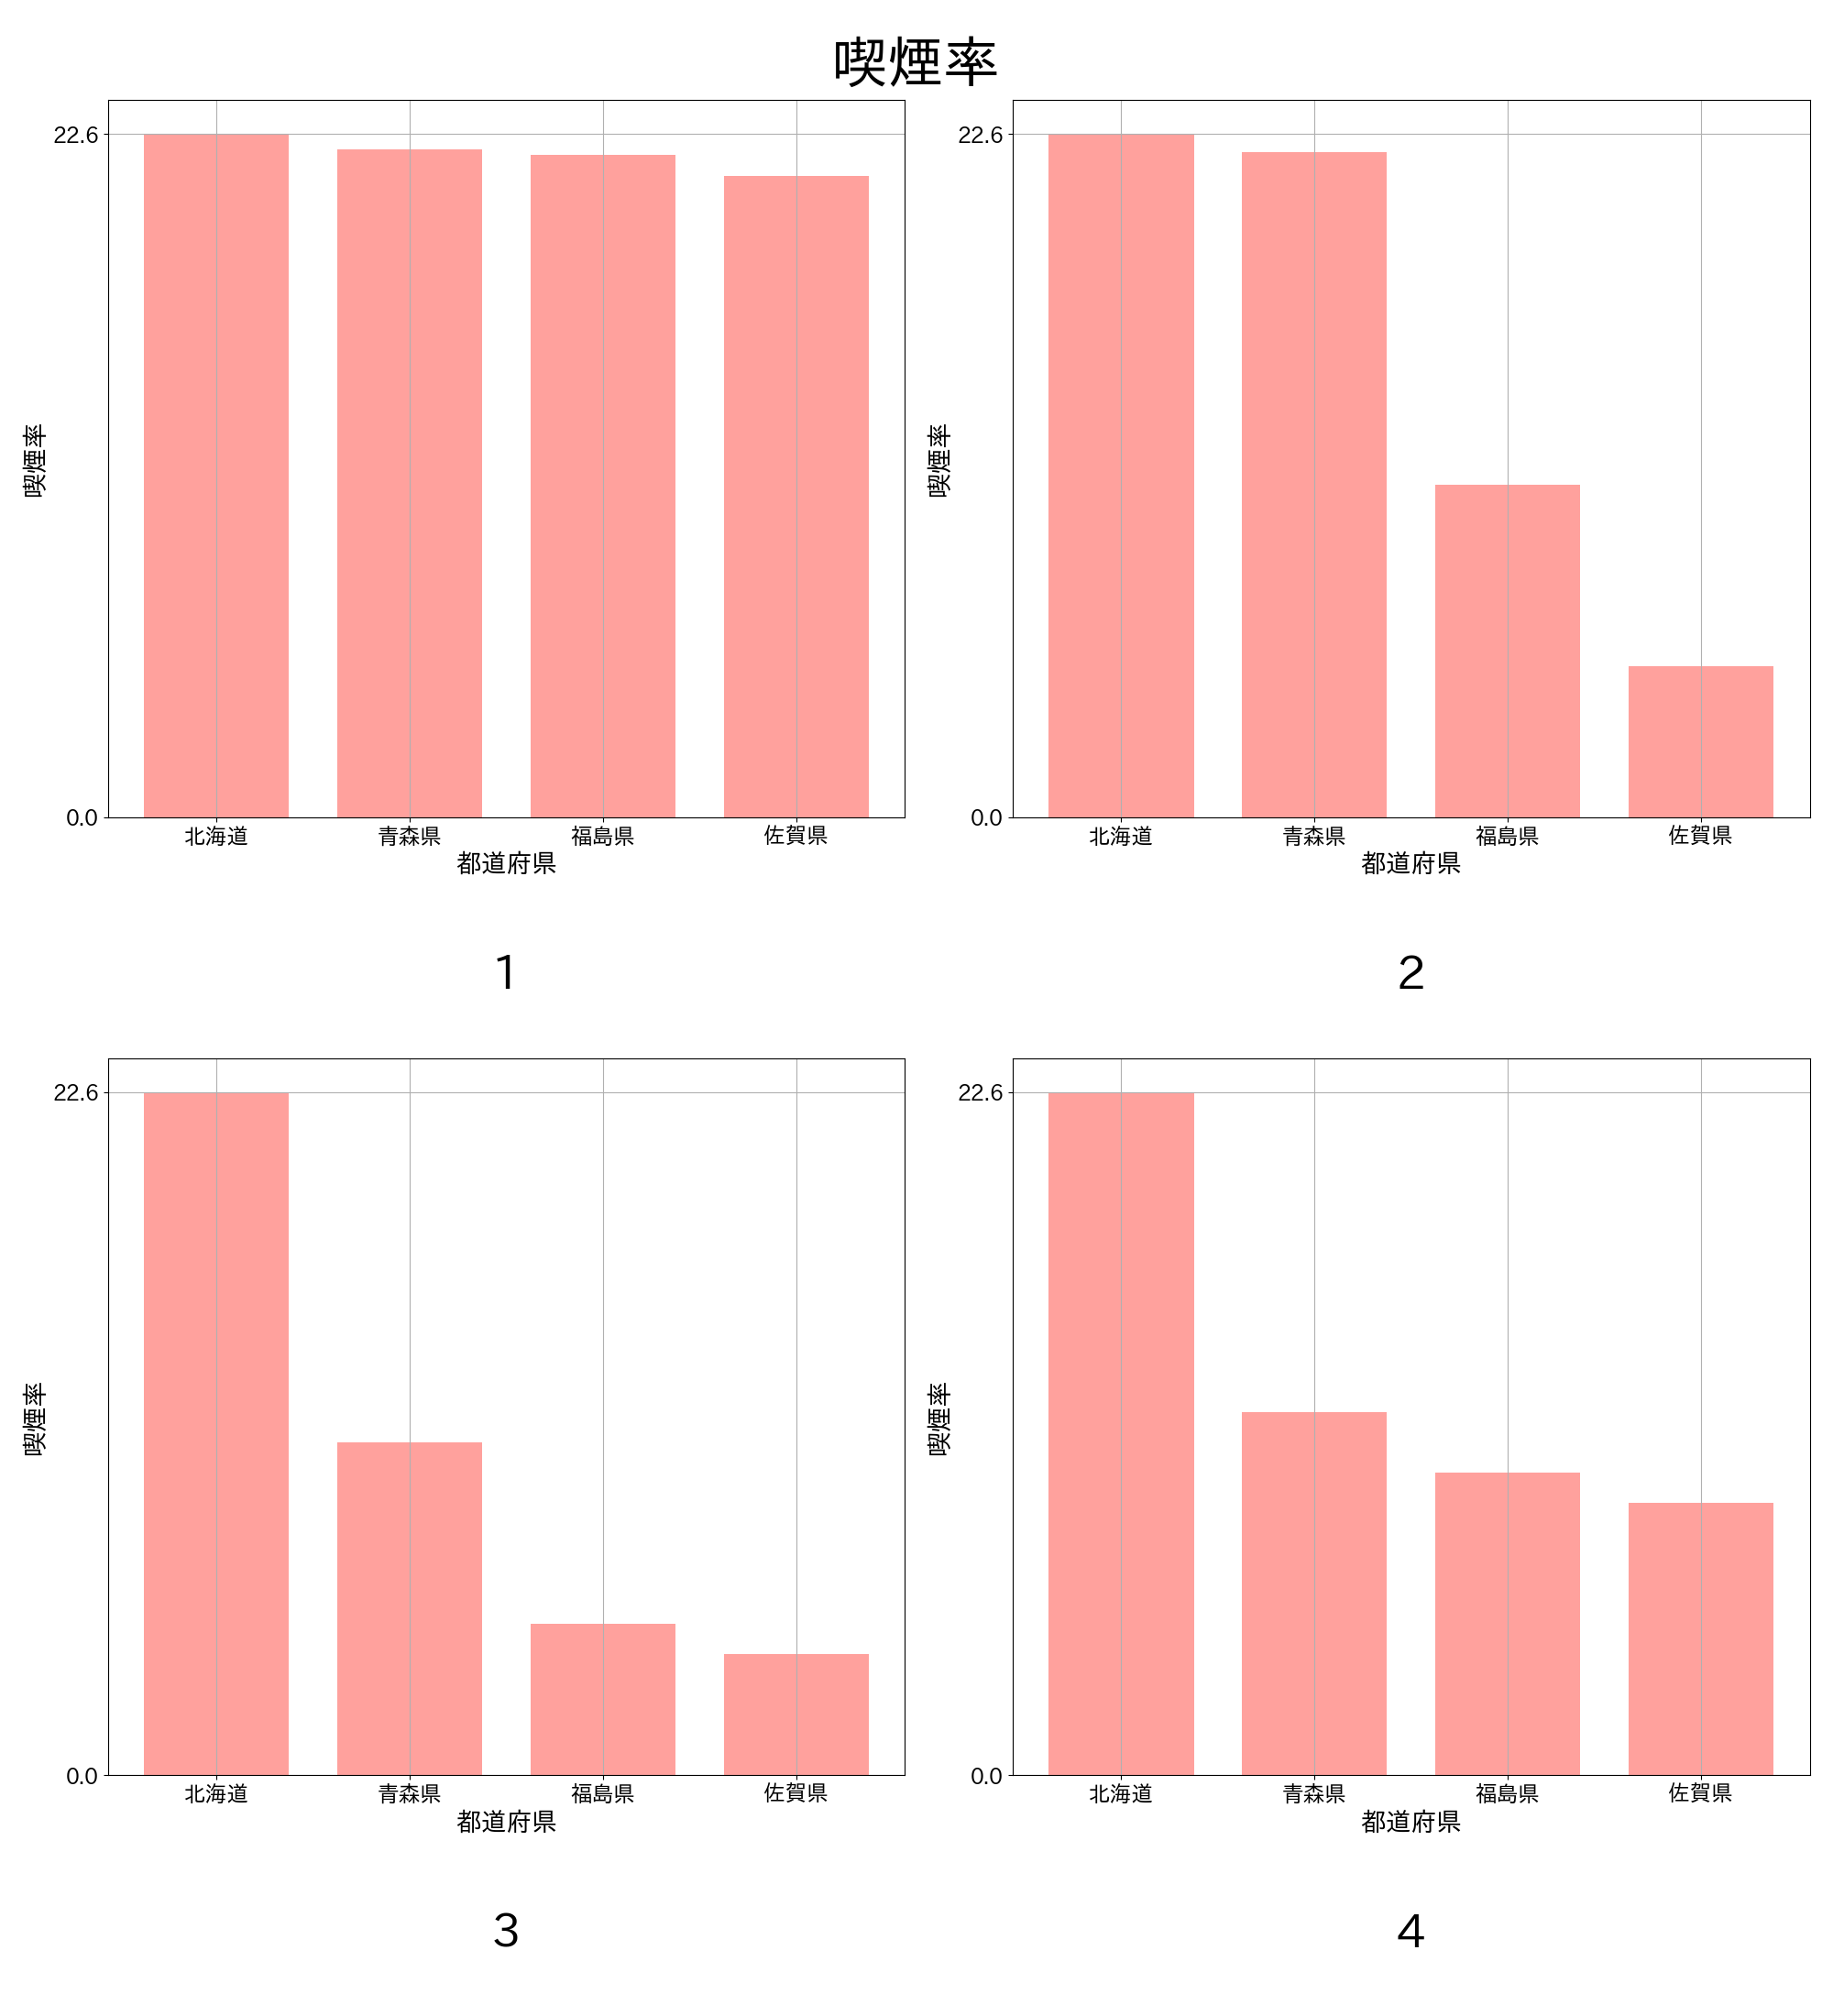 喫煙率
22.6
0.0
喫煙率
北海道 青森県 福島県 佐賀県
都道府県
1
22.6
0.0
喫煙率
北海道 青森県 福島県 佐賀県
都道府県
2
22.6
0.0
喫煙率
北海道 青森県 福島県 佐賀県
都道府県
3
22.6
0.0
喫煙率
北海道 青森県 福島県 佐賀県
都道府県
4